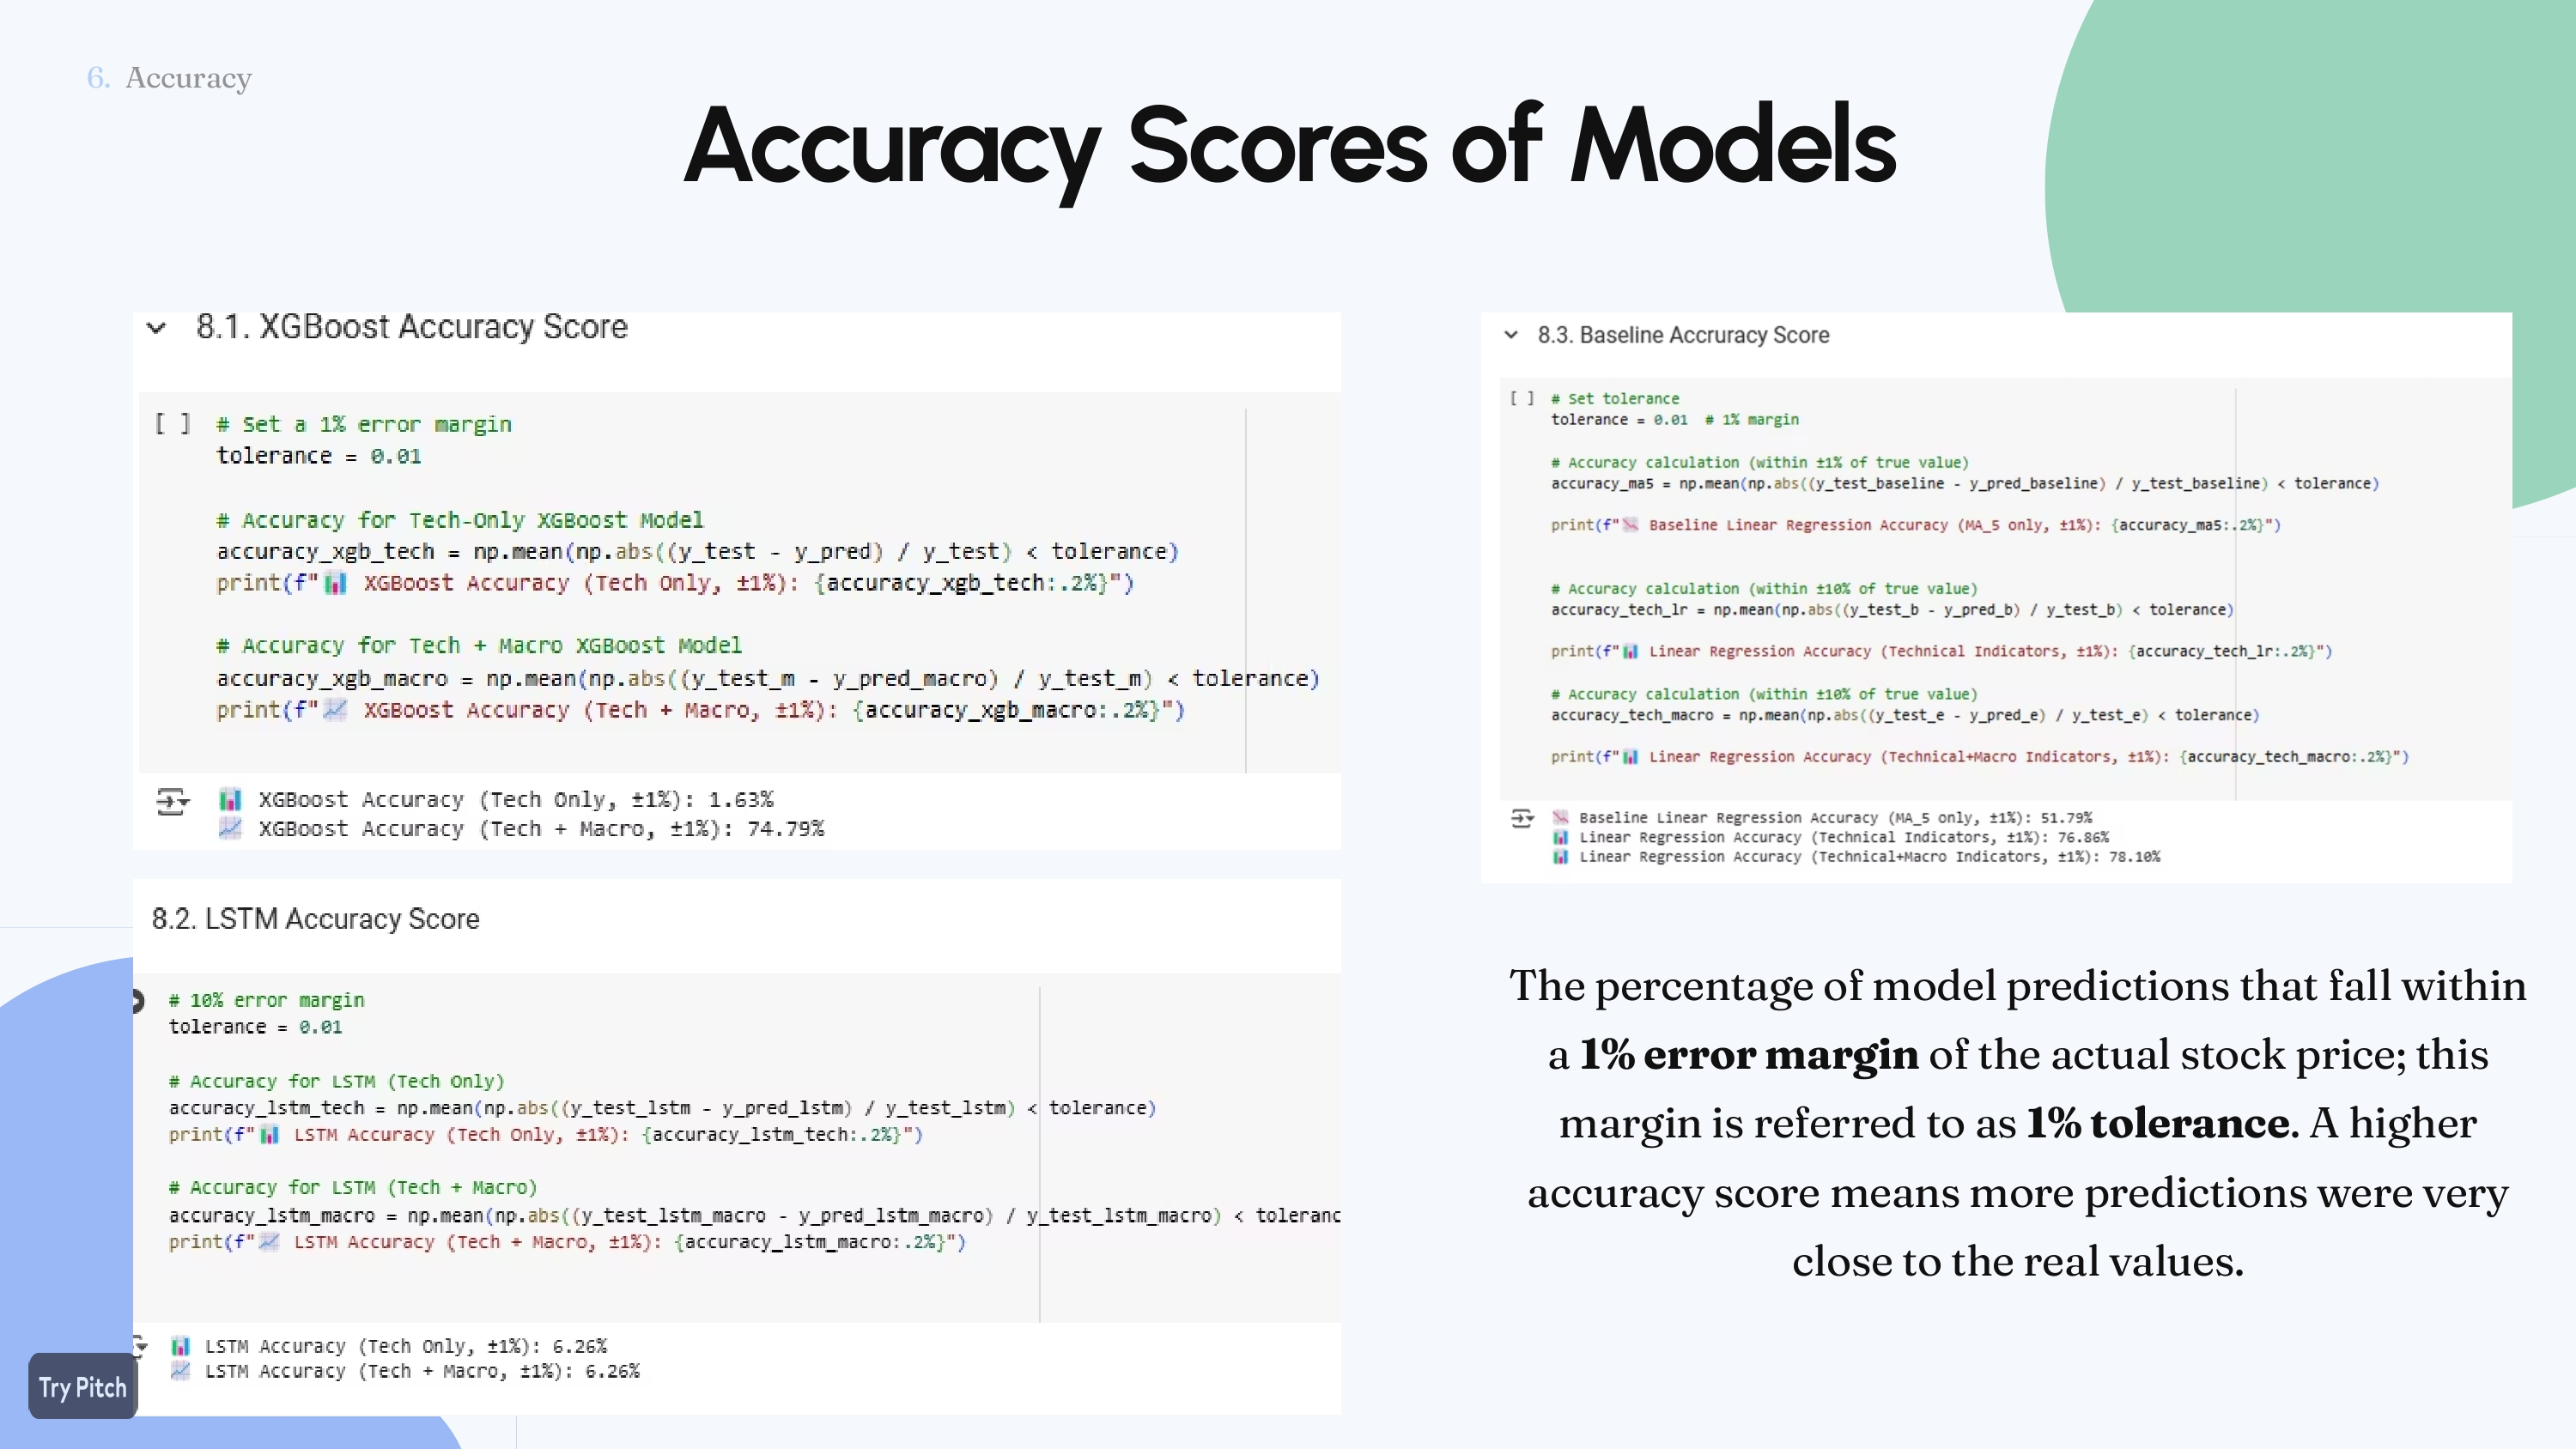 6. Accuracy
Accuracy Scores of Models
8.1. XGBoost Accuracy Score
[ ] # Set a 1% error margin
tolerance = 0.01
# Accuracy for Tech-Only XGBoost Model
accuracy_xgb_tech = np.mean(np.abs((y_test - y_pred) / y_test) < tolerance)
print(f"📊 XGBoost Accuracy (Tech Only, ±1%): {accuracy_xgb_tech:.2%}")
# Accuracy for Tech + Macro XGBoost Model
accuracy_xgb_macro = np.mean(np.abs((y_test_m - y_pred_macro) / y_test_m) < tolerance)
print(f"📈 XGBoost Accuracy (Tech + Macro, ±1%): {accuracy_xgb_macro:.2%}")
📊 XGBoost Accuracy (Tech Only, ±1%): 1.63%
📈 XGBoost Accuracy (Tech + Macro, ±1%): 74.79%
8.2. LSTM Accuracy Score
# 10% error margin
tolerance = 0.01
# Accuracy for LSTM (Tech Only)
accuracy_lstm_tech = np.mean(np.abs((y_test_lstm - y_pred_lstm) / y_test_lstm) < tolerance)
print(f"📊 LSTM Accuracy (Tech Only, ±1%): {accuracy_lstm_tech:.2%}")
# Accuracy for LSTM (Tech + Macro)
accuracy_lstm_macro = np.mean(np.abs((y_test_lstm_macro - y_pred_lstm_macro) / y_test_lstm_macro) < toleranc
print(f"📈 LSTM Accuracy (Tech + Macro, ±1%): {accuracy_lstm_macro:.2%}")
📊 LSTM Accuracy (Tech Only, ±1%): 6.26%
📈 LSTM Accuracy (Tech + Macro, ±1%): 6.26%
8.3. Baseline Accruracy Score
[ ] # Set tolerance
tolerance = 0.01 # 1% margin
# Accuracy calculation (within ±1% of true value)
accuracy_ma5 = np.mean(np.abs((y_test_baseline - y_pred_baseline) / y_test_baseline) < tolerance)
print(f"📉 Baseline Linear Regression Accuracy (MA_5 only, ±1%): {accuracy_ma5:.2%}")
# Accuracy calculation (within ±10% of true value)
accuracy_tech_lr = np.mean(np.abs((y_test_b - y_pred_b) / y_test_b) < tolerance)
print(f"📊 Linear Regression Accuracy (Technical Indicators, ±1%): {accuracy_tech_lr:.2%}")
# Accuracy calculation (within ±10% of true value)
accuracy_tech_macro = np.mean(np.abs((y_test_e - y_pred_e) / y_test_e) < tolerance)
print(f"📊 Linear Regression Accuracy (Technical+Macro Indicators, ±1%): {accuracy_tech_macro:.2%}")
📉 Baseline Linear Regression Accuracy (MA_5 only, ±1%): 51.79%
📊 Linear Regression Accuracy (Technical Indicators, ±1%): 76.86%
📊 Linear Regression Accuracy (Technical+Macro Indicators, ±1%): 78.10%
The percentage of model predictions that fall within
a 1% error margin of the actual stock price; this
margin is referred to as 1% tolerance. A higher
accuracy score means more predictions were very
close to the real values.
Try Pitch